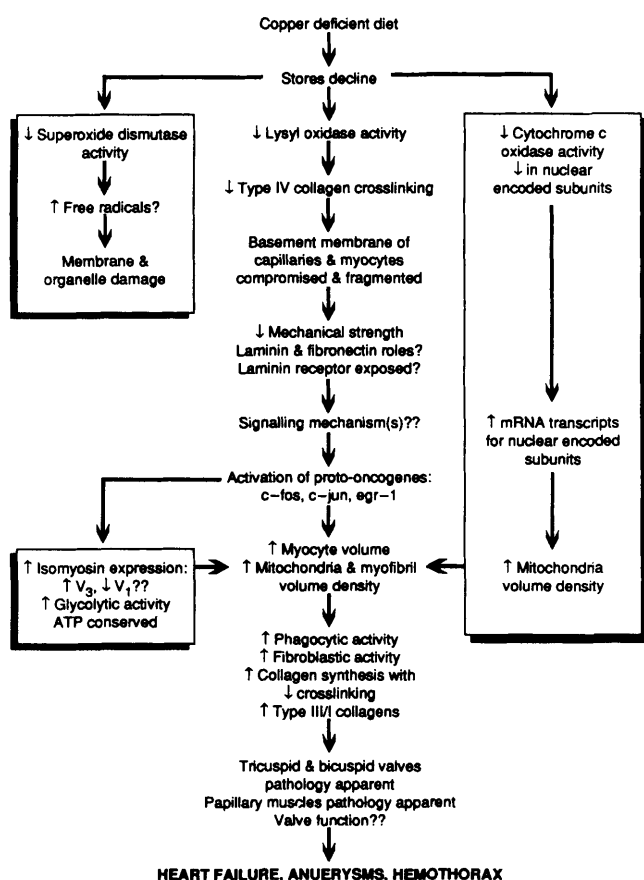 Copper deficient diet
Stores decline
↓ Superoxide dismutase
activity
↑ Free radicals?
Membrane &
organelle damage
↓ Lysyl oxidase activity
↓ Type IV collagen crosslinking
Basement membrane of
capillaries & myocytes
compromised & fragmented
↓ Mechanical strength
Laminin & fibronectin roles?
Laminin receptor exposed?
Signalling mechanism(s)??
Activation of proto-oncogenes:
c-fos, c-jun, egr-1
↓ Cytochrome c
oxidase activity
↓ in nuclear
encoded subunits
↑ mRNA transcripts
for nuclear encoded
subunits
↑ Mitochondria
volume density
↑ Isomyosin expression:
↑ V3, ↓ V1??
↑ Glycolytic activity
ATP conserved
↑ Myocyte volume
↑ Mitochondria & myofibril
volume density
↑ Phagocytic activity
↑ Fibroblastic activity
↑ Collagen synthesis with
↓ crosslinking
↑ Type III/I collagens
Tricuspid & bicuspid valves
pathology apparent
Papillary muscles pathology apparent
Valve function??
HEART FAILURE, ANUERYSMS, HEMOTHORAX